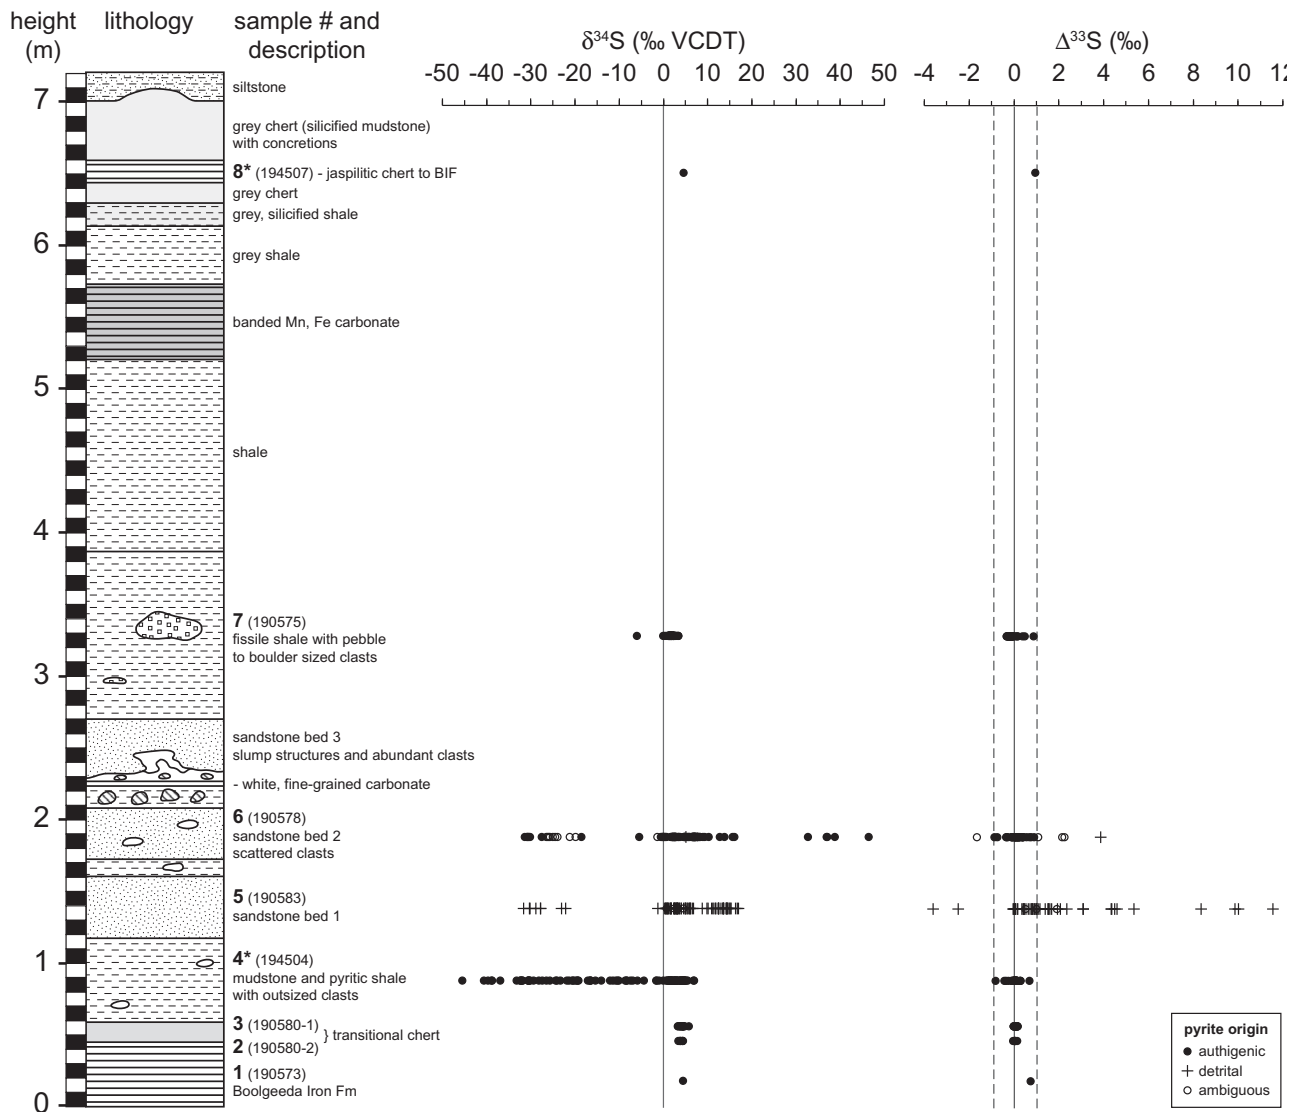 height
(m)
lithology
sample # and
description
δ³⁴S (‰ VCDT)
-50 -40 -30 -20 -10 0 10 20 30 40 50
Δ³³S (‰)
-4 -2 0 2 4 6 8 10 12
7
siltstone
grey chert (silicified mudstone)
with concretions
8* (194507) - jaspilitic chert to BIF
grey chert
grey, silicified shale
6
grey shale
banded Mn, Fe carbonate
5
shale
4
7 (190575)
fissile shale with pebble
to boulder sized clasts
3
sandstone bed 3
slump structures and abundant clasts
- white, fine-grained carbonate
2
6 (190578)
sandstone bed 2
scattered clasts
5 (190583)
sandstone bed 1
1
4* (194504)
mudstone and pyritic shale
with outsized clasts
3 (190580-1)
} transitional chert
2 (190580-2)
1 (190573)
Boolgeeda Iron Fm
0
pyrite origin
authigenic
detrital
ambiguous